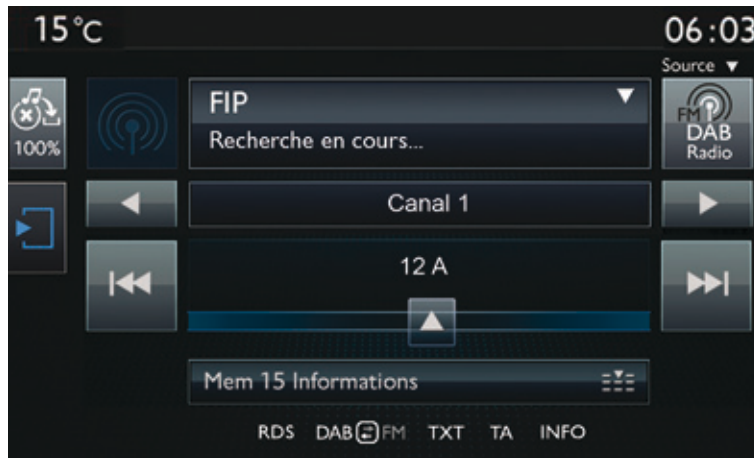 15°C
06:03
Source
100%
FIP
Recherche en cours...
FM
DAB
Radio
Canal 1
12 A
Mem 15 Informations
RDS DAB FM TXT TA INFO